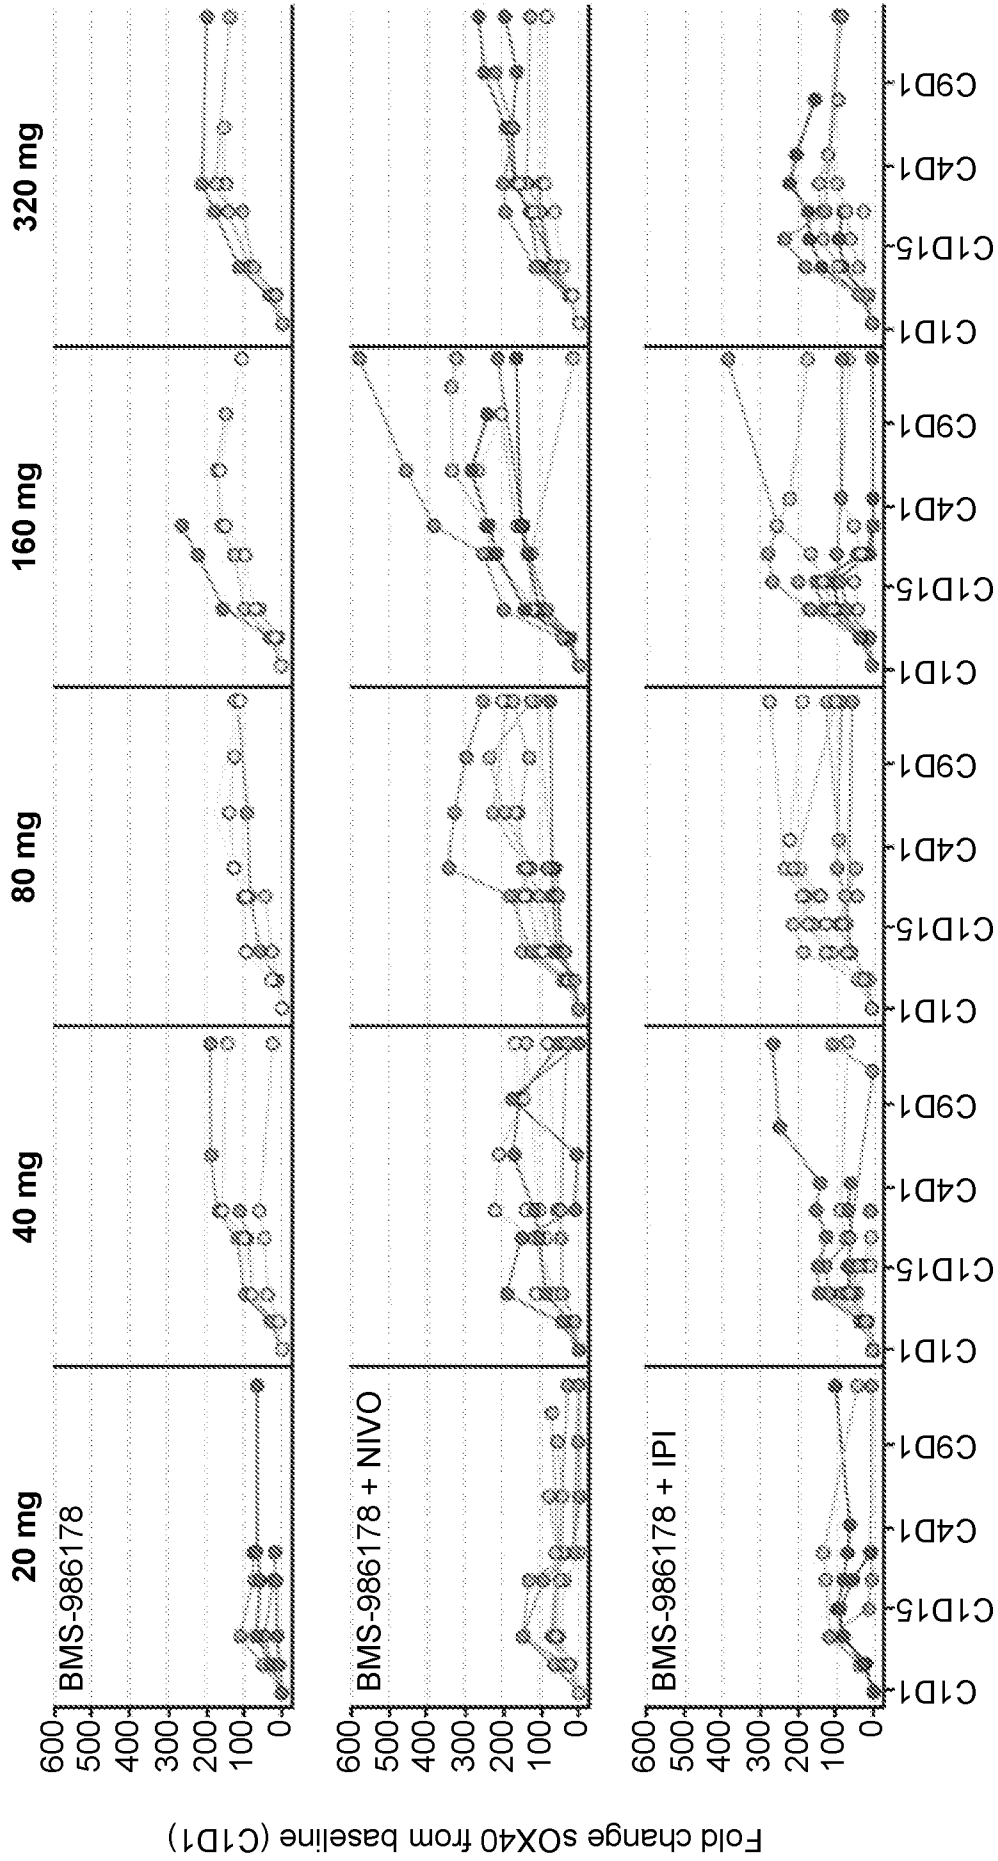 20 mg
40 mg
80 mg
160 mg
320 mg
BMS-986178
600
500
400
300
200
100
0
BMS-986178 + NIVO
600
500
400
300
200
100
0
BMS-986178 + IPI
600
500
400
300
200
100
0
C1D1
C1D15
C4D1
C9D1
C1D1
C1D15
C4D1
C9D1
C1D1
C1D15
C4D1
C9D1
C1D1
C1D15
C4D1
C9D1
C1D1
C1D15
C4D1
C9D1
Fold change sOX40 from baseline (C1D1)